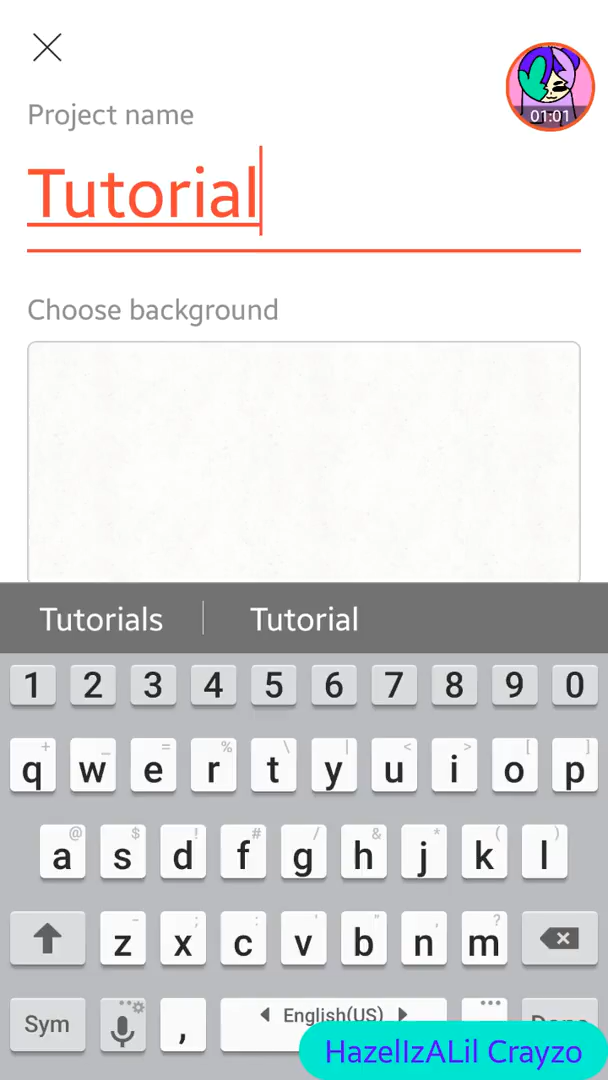 Project name
01:01
Tutorial
Choose background
Tutorials Tutorial
1 2 3 4 5 6 7 8 9 0
+ _ = % \ | < > [ ]
q w e r t y u i o p
@ $ ! # / & * ( )
a s d f g h j k l
- ; : ' " , ?
z x c v b n m
Sym , English(US)
HazelIzALil Crayzo